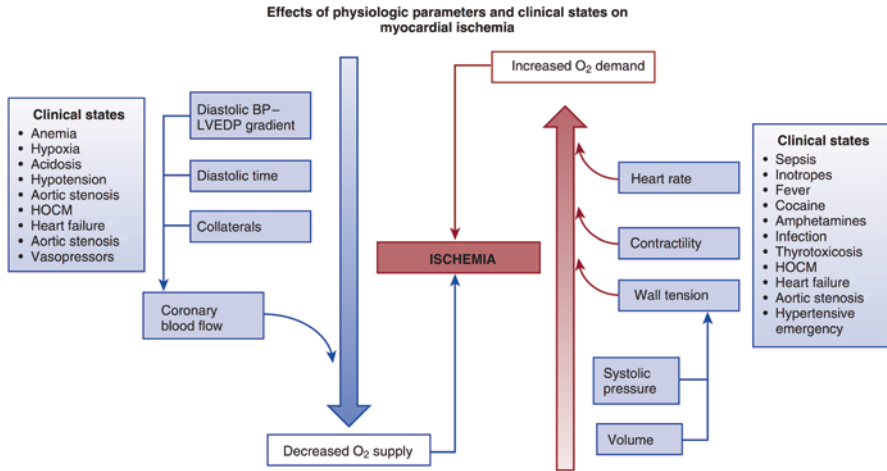 Effects of physiologic parameters and clinical states on
myocardial ischemia
Clinical states
• Anemia
• Hypoxia
• Acidosis
• Hypotension
• Aortic stenosis
• HOCM
• Heart failure
• Aortic stenosis
• Vasopressors
Diastolic BP–
LVEDP gradient
Diastolic time
Collaterals
Coronary
blood flow
Decreased O₂ supply
ISCHEMIA
Increased O₂ demand
Heart rate
Contractility
Wall tension
Systolic
pressure
Volume
Clinical states
• Sepsis
• Inotropes
• Fever
• Cocaine
• Amphetamines
• Infection
• Thyrotoxicosis
• HOCM
• Heart failure
• Aortic stenosis
• Hypertensive
emergency